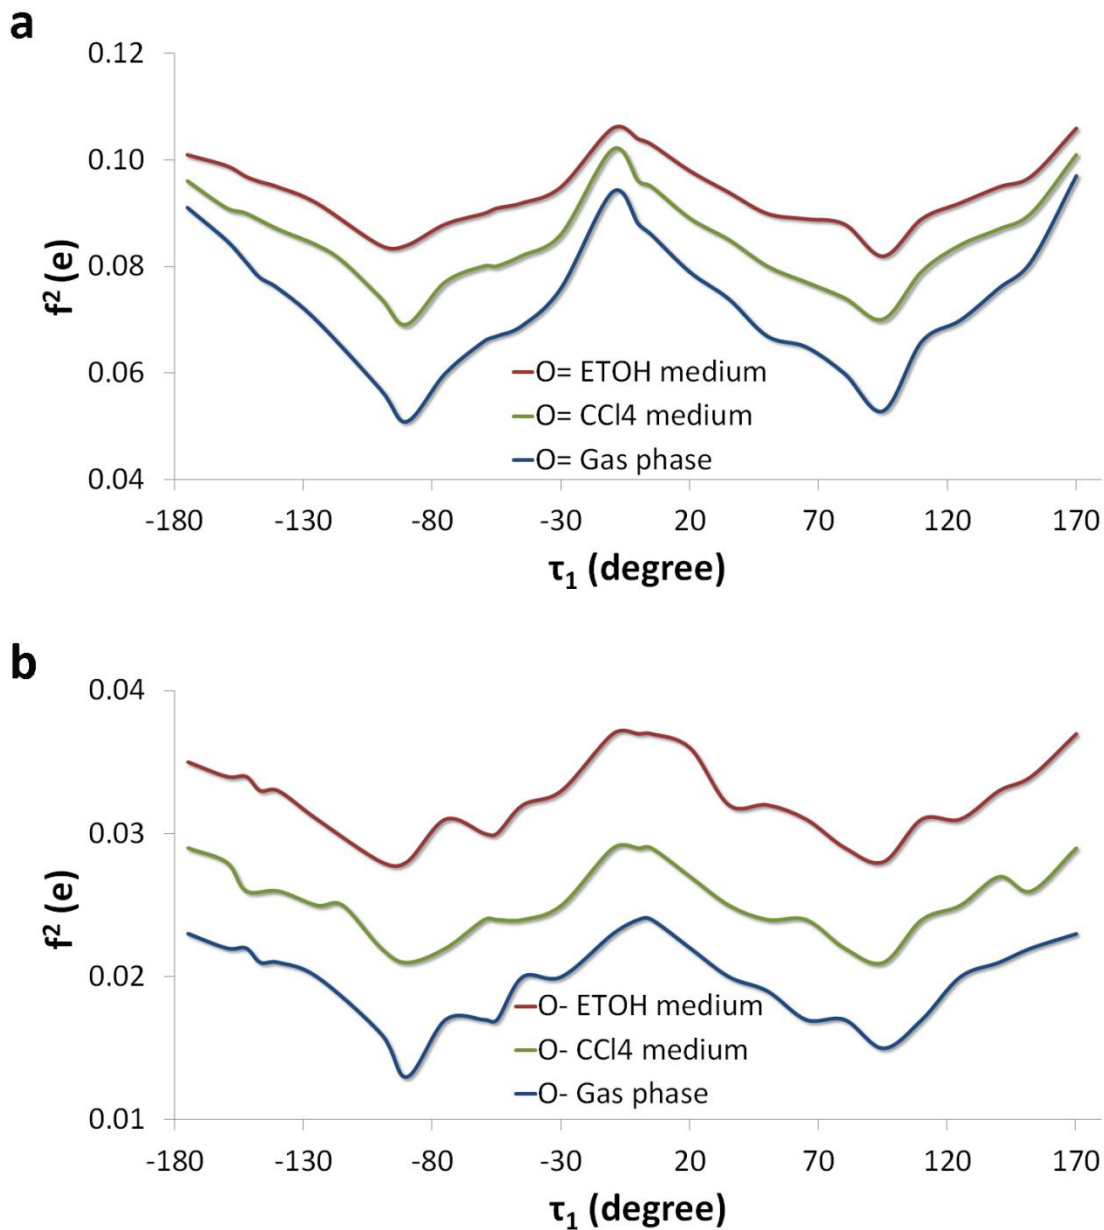 a
0.12
0.10
0.08
0.06
0.04
f² (e)
O= ETOH medium
O= CCl4 medium
O= Gas phase
-180 -130 -80 -30 20 70 120 170
τ₁ (degree)
b
0.04
0.03
0.02
0.01
f² (e)
O- ETOH medium
O- CCl4 medium
O- Gas phase
-180 -130 -80 -30 20 70 120 170
τ₁ (degree)